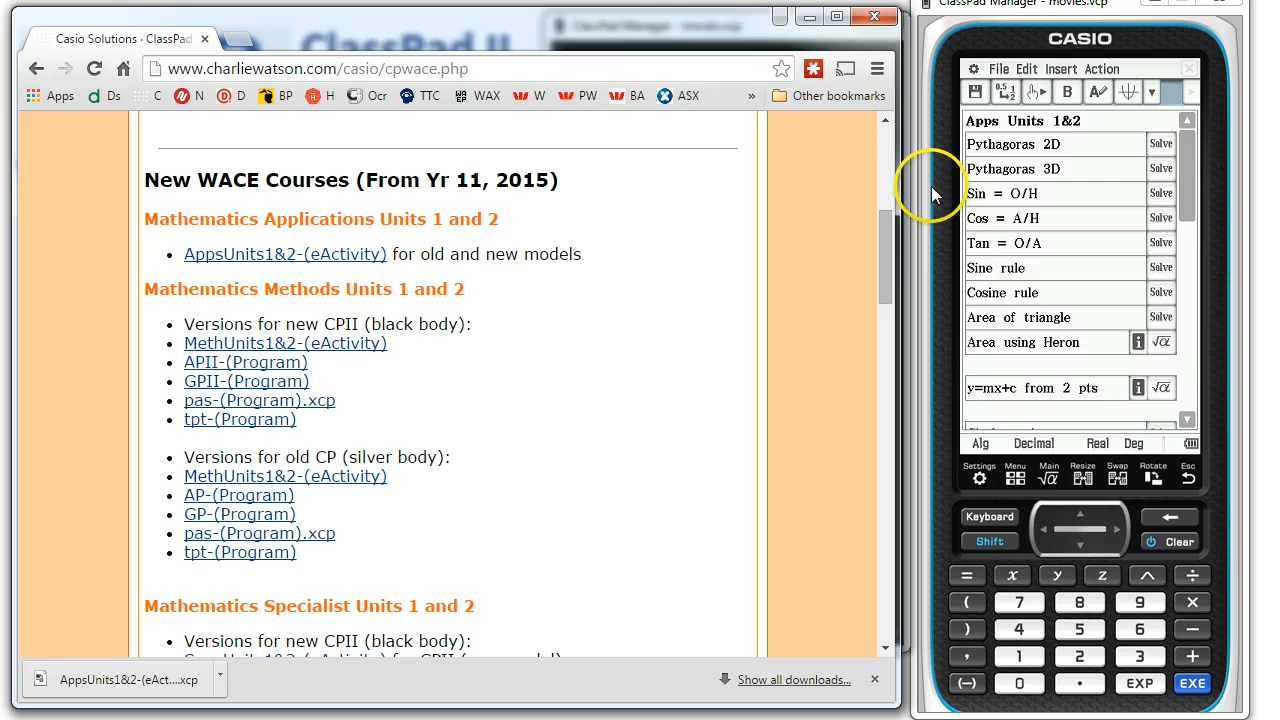 ClassPad Manager - movies.vcp
Casio Solutions - ClassPad
www.charliewatson.com/casio/cpwace.php
Apps Ds C N D BP H Ocr TTC WAX W PW BA ASX » Other bookmarks
New WACE Courses (From Yr 11, 2015)
Mathematics Applications Units 1 and 2
• AppsUnits1&2-(eActivity) for old and new models
Mathematics Methods Units 1 and 2
• Versions for new CPII (black body):
• MethUnits1&2-(eActivity)
• APII-(Program)
• GPII-(Program)
• pas-(Program).xcp
• tpt-(Program)
• Versions for old CP (silver body):
• MethUnits1&2-(eActivity)
• AP-(Program)
• GP-(Program)
• pas-(Program).xcp
• tpt-(Program)
Mathematics Specialist Units 1 and 2
• Versions for new CPII (black body):
AppsUnits1&2-(eAct....xcp
Show all downloads...
CASIO
File Edit Insert Action
0.5 1 2 B A
Apps Units 1&2
Pythagoras 2D Solve
Pythagoras 3D Solve
Sin = O/H Solve
Cos = A/H Solve
Tan = O/A Solve
Sine rule Solve
Cosine rule Solve
Area of triangle Solve
Area using Heron i √α
y=mx+c from 2 pts i √α
Alg Decimal Real Deg
Settings Menu Main Resize Swap Rotate Esc
Keyboard
Shift Clear
= x y z ^ ÷
( 7 8 9 ×
) 4 5 6 −
, 1 2 3 +
(−) 0 . EXP EXE